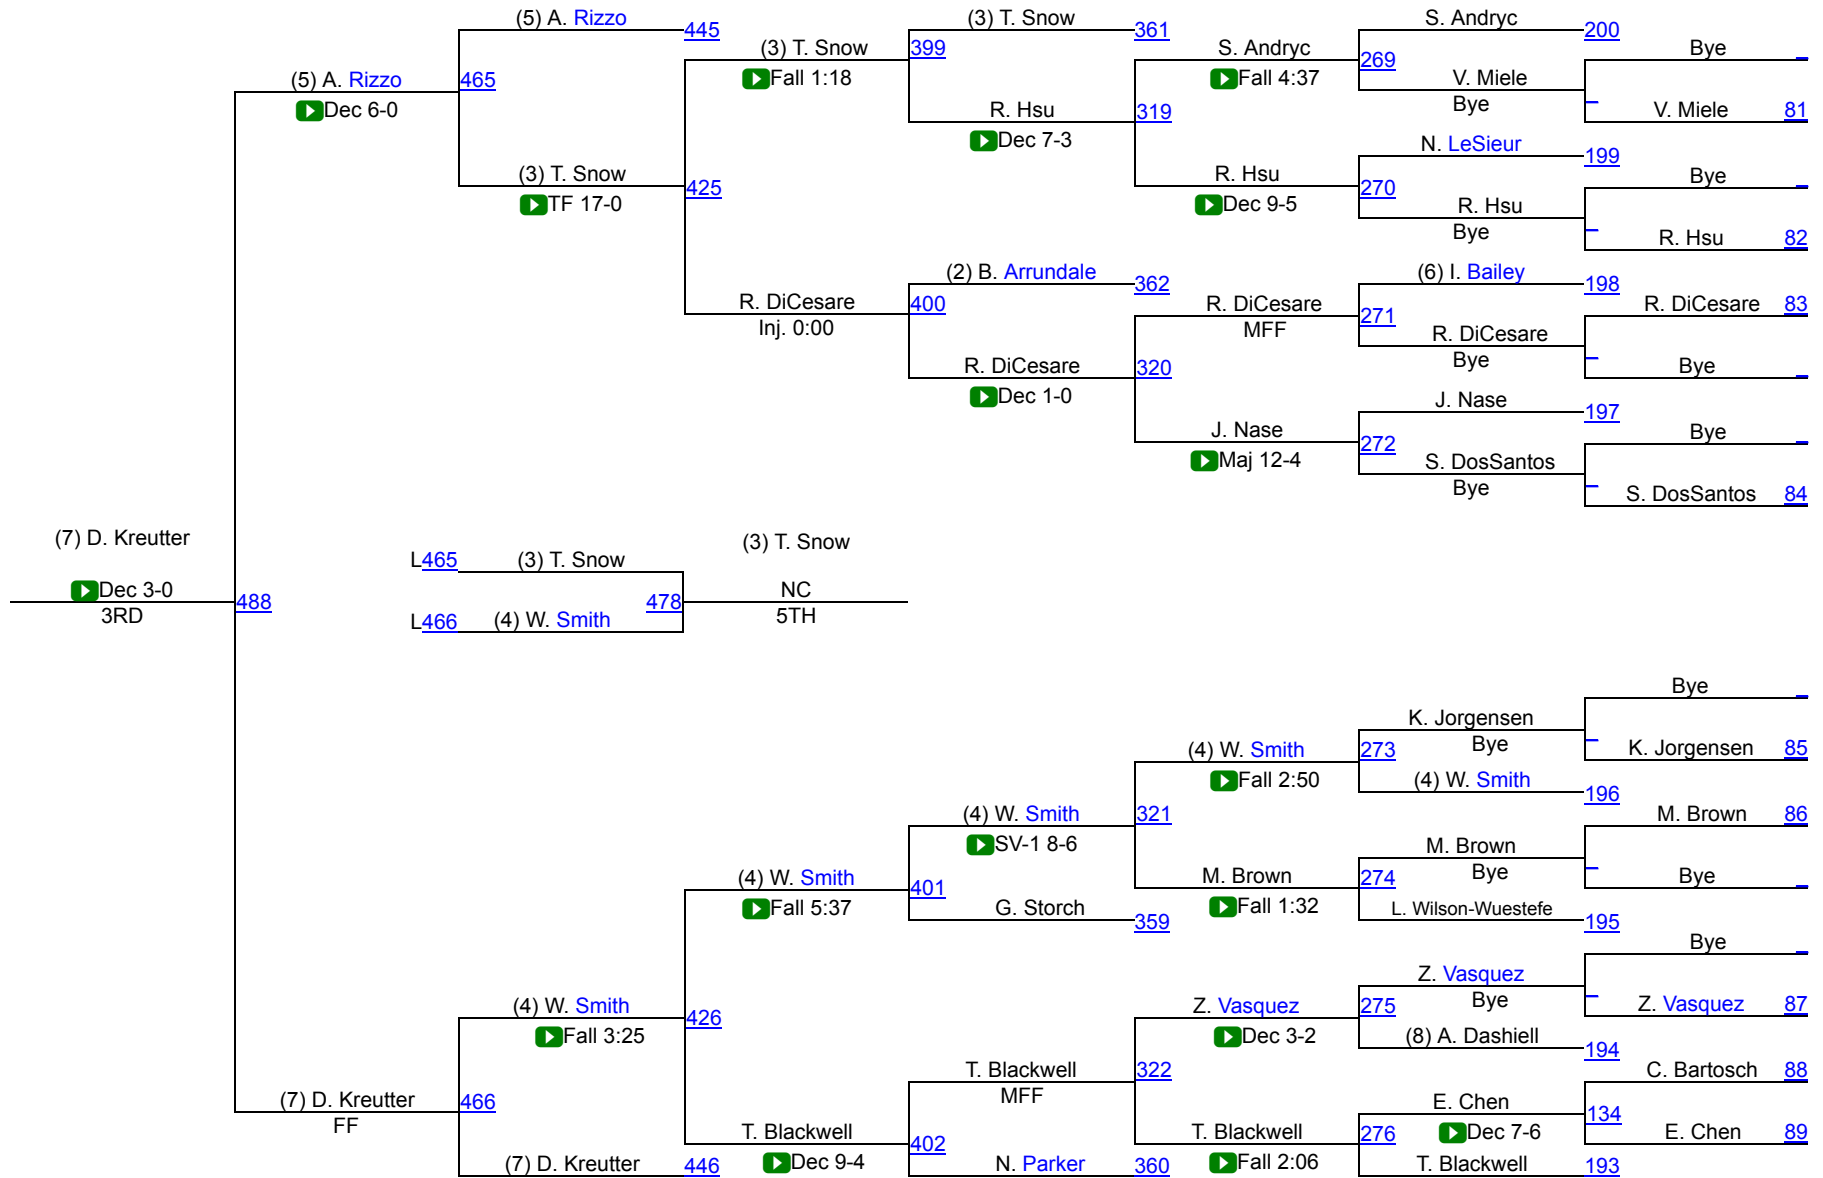 (5) A. Rizzo
445
(3) T. Snow
361
S. Andryc
200
(3) T. Snow
399
S. Andryc
Bye
Fall 1:18
Fall 4:37
269
(5) A. Rizzo
465
V. Miele
Dec 6-0
Bye
V. Miele
81
R. Hsu
319
Dec 7-3
N. LeSieur
199
(3) T. Snow
425
R. Hsu
270
Bye
TF 17-0
Dec 9-5
R. Hsu
Bye
R. Hsu
82
(2) B. Arrundale
362
(6) I. Bailey
198
R. DiCesare
400
R. DiCesare
271
R. DiCesare
83
Inj. 0:00
MFF
R. DiCesare
R. DiCesare
320
Bye
Bye
Dec 1-0
J. Nase
197
J. Nase
272
Bye
Maj 12-4
S. DosSantos
Bye
S. DosSantos
84
(7) D. Kreutter
(3) T. Snow
L465
(3) T. Snow
Dec 3-0
488
478
NC
3RD
L466
(4) W. Smith
5TH
Bye
K. Jorgensen
(4) W. Smith
273
Bye
K. Jorgensen
85
Fall 2:50
(4) W. Smith
196
(4) W. Smith
321
M. Brown
86
SV-1 8-6
M. Brown
(4) W. Smith
401
M. Brown
274
Bye
Bye
Fall 5:37
G. Storch
359
Fall 1:32
L. Wilson-Wuestefe
195
Bye
Z. Vasquez
(4) W. Smith
426
Z. Vasquez
275
Bye
Z. Vasquez
87
Fall 3:25
Dec 3-2
(8) A. Dashiell
194
T. Blackwell
322
C. Bartosch
88
(7) D. Kreutter
466
MFF
E. Chen
134
FF
T. Blackwell
402
T. Blackwell
276
Dec 7-6
E. Chen
89
(7) D. Kreutter
446
Dec 9-4
N. Parker
360
Fall 2:06
T. Blackwell
193